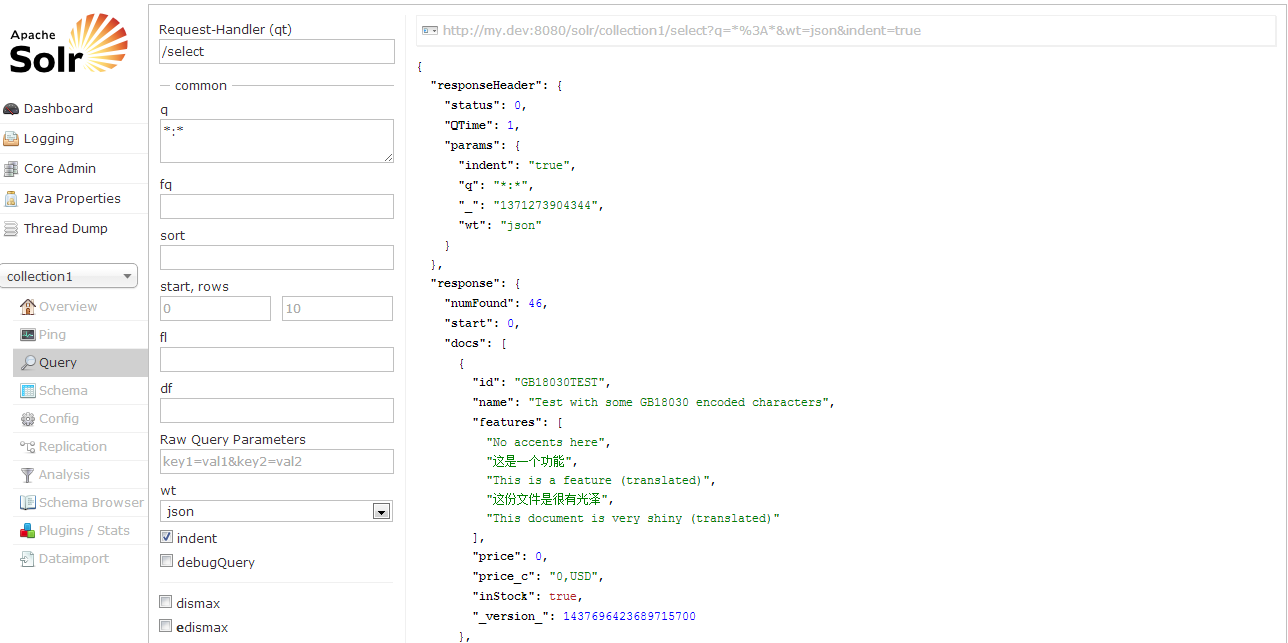 Apache
Solr
Dashboard
Logging
Core Admin
Java Properties
Thread Dump
collection1
Overview
Ping
Query
Schema
Config
Replication
Analysis
Schema Browser
Plugins / Stats
Dataimport
Request-Handler (qt)
/select
common
q
*:*
fq
sort
start, rows
0 10
fl
df
Raw Query Parameters
key1=val1&key2=val2
wt
json
indent
debugQuery
dismax
edismax
http://my.dev:8080/solr/collection1/select?q=*%3A*&wt=json&indent=true
{
"responseHeader": {
"status": 0,
"QTime": 1,
"params": {
"indent": "true",
"q": "*:*",
"_": "1371273904344",
"wt": "json"
}
},
"response": {
"numFound": 46,
"start": 0,
"docs": [
{
"id": "GB18030TEST",
"name": "Test with some GB18030 encoded characters",
"features": [
"No accents here",
"这是一个功能",
"This is a feature (translated)",
"这份文件是很有光泽",
"This document is very shiny (translated)"
],
"price": 0,
"price_c": "0,USD",
"inStock": true,
"_version_": 1437696423689715700
},